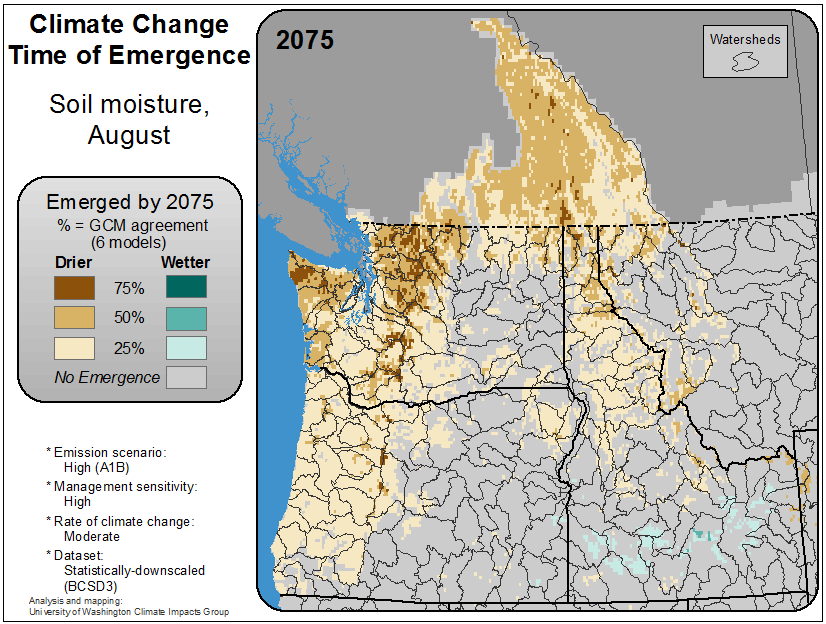 Climate Change
Time of Emergence
Soil moisture,
August
Emerged by 2075
% = GCM agreement
(6 models)
Drier Wetter
75%
50%
25%
No Emergence
* Emission scenario:
High (A1B)
* Management sensitivity:
High
* Rate of climate change:
Moderate
* Dataset:
Statistically-downscaled
(BCSD3)
Analysis and mapping:
University of Washington Climate Impacts Group
2075
Watersheds